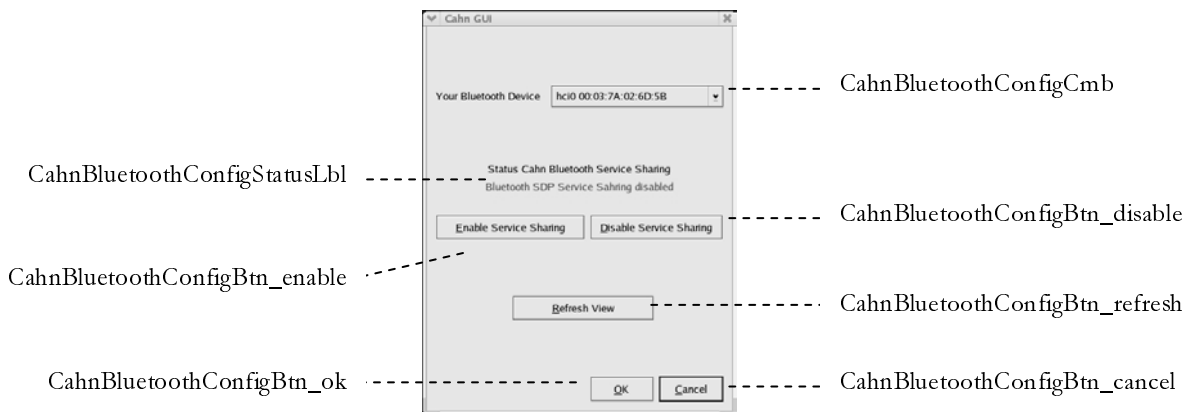 Cahn GUI
CahnBluetoothConfigCmb
Your Bluetooth Device hci0 00:03:7A:02:6D:5B
CahnBluetoothConfigStatusLbl
Status Cahn Bluetooth Service Sharing
Bluetooth SDP Service Sahring disabled
CahnBluetoothConfigBtn_disable
Enable Service Sharing Disable Service Sharing
CahnBluetoothConfigBtn_enable
CahnBluetoothConfigBtn_refresh
Refresh View
CahnBluetoothConfigBtn_ok
OK Cancel
CahnBluetoothConfigBtn_cancel